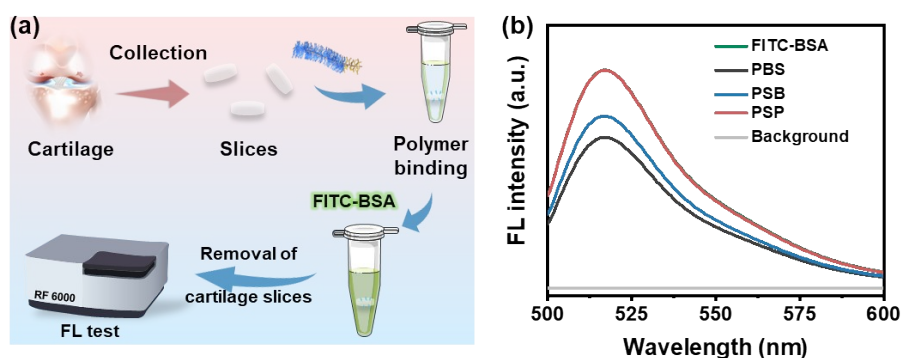 (a)
Collection
Cartilage
Slices
Polymer
binding
FITC-BSA
Removal of
cartilage slices
RF 6000
FL test
(b)
FL intensity (a.u.)
FITC-BSA
PBS
PSB
PSP
Background
500
525
550
575
600
Wavelength (nm)